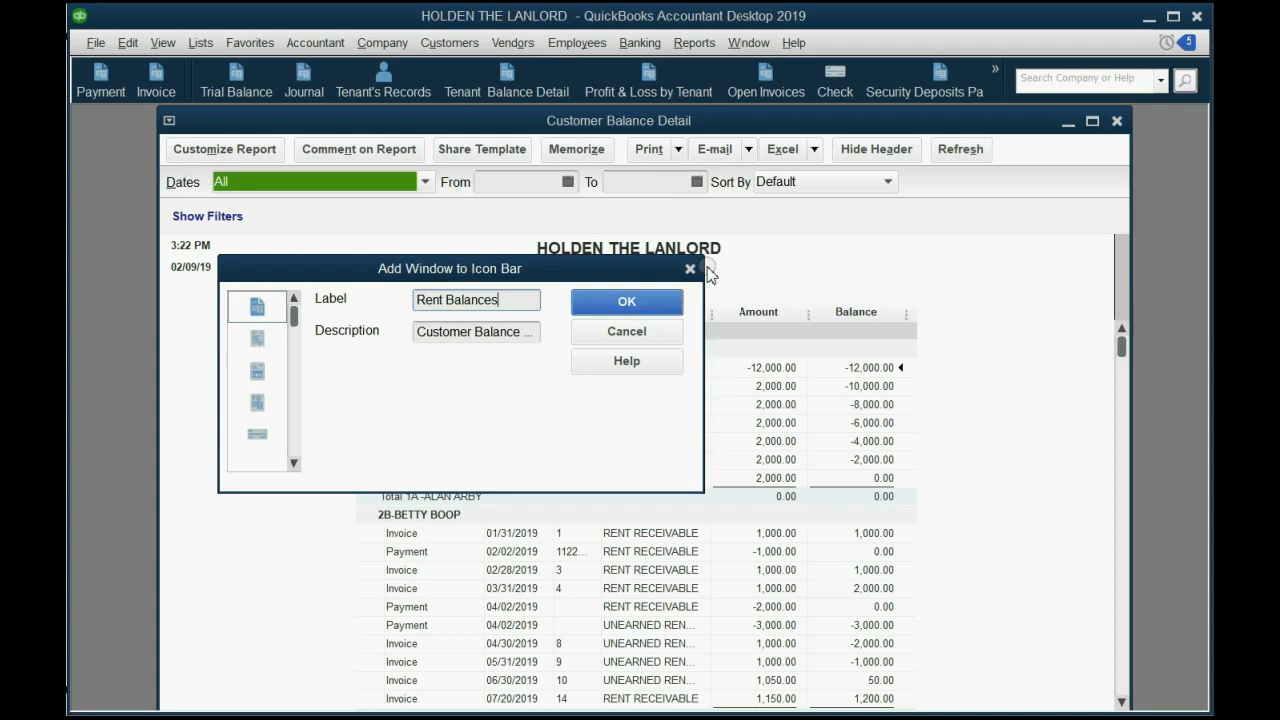 HOLDEN THE LANLORD - QuickBooks Accountant Desktop 2019
File Edit View Lists Favorites Accountant Company Customers Vendors Employees Banking Reports Window Help 5
Payment Invoice Trial Balance Journal Tenant's Records Tenant Balance Detail Profit & Loss by Tenant Open Invoices Check Security Deposits Pa » Search Company or Help
Customer Balance Detail
Customize Report Comment on Report Share Template Memorize Print E-mail Excel Hide Header Refresh
Dates All From To Sort By Default
Show Filters
3:22 PM HOLDEN THE LANLORD
02/09/19
Add Window to Icon Bar
Label Rent Balances OK
Description Customer Balance ... Cancel
Help
Amount Balance
-12,000.00 -12,000.00
2,000.00 -10,000.00
2,000.00 -8,000.00
2,000.00 -6,000.00
2,000.00 -4,000.00
2,000.00 -2,000.00
2,000.00 0.00
Total 1A -ALAN ARBY 0.00 0.00
2B-BETTY BOOP
Invoice 01/31/2019 1 RENT RECEIVABLE 1,000.00 1,000.00
Payment 02/02/2019 1122... RENT RECEIVABLE -1,000.00 0.00
Invoice 02/28/2019 3 RENT RECEIVABLE 1,000.00 1,000.00
Invoice 03/31/2019 4 RENT RECEIVABLE 1,000.00 2,000.00
Payment 04/02/2019 RENT RECEIVABLE -2,000.00 0.00
Payment 04/02/2019 UNEARNED REN... -3,000.00 -3,000.00
Invoice 04/30/2019 8 UNEARNED REN... 1,000.00 -2,000.00
Invoice 05/31/2019 9 UNEARNED REN... 1,000.00 -1,000.00
Invoice 06/30/2019 10 UNEARNED REN... 1,050.00 50.00
Invoice 07/20/2019 14 RENT RECEIVABLE 1,150.00 1,200.00